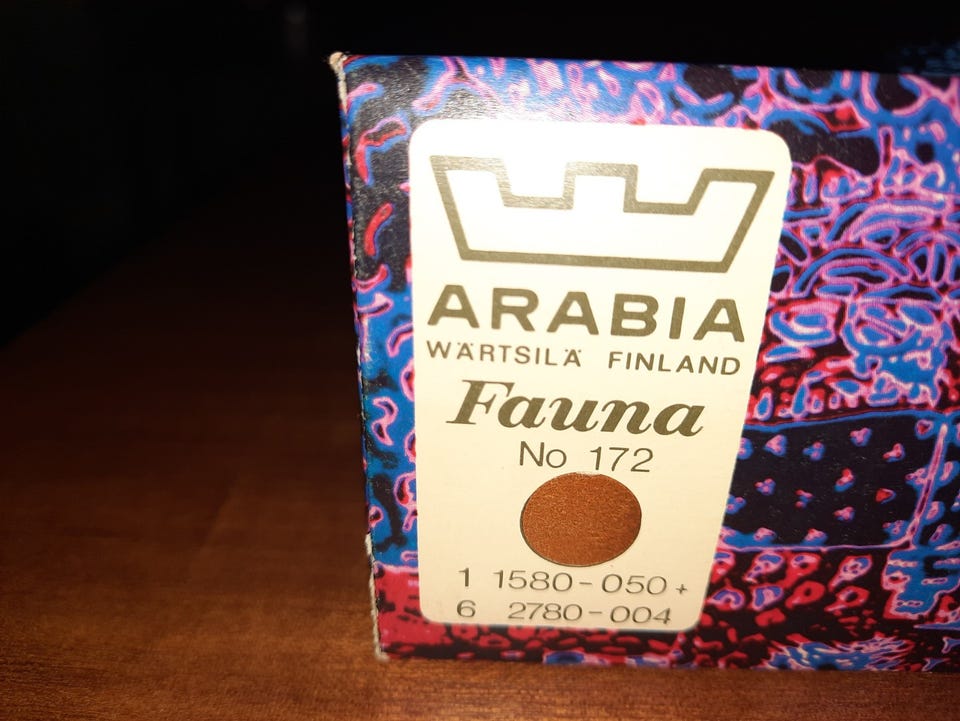 ARABIA
WÄRTSILÄ FINLAND
Fauna
No 172
1 1580-050+
6 2780-004